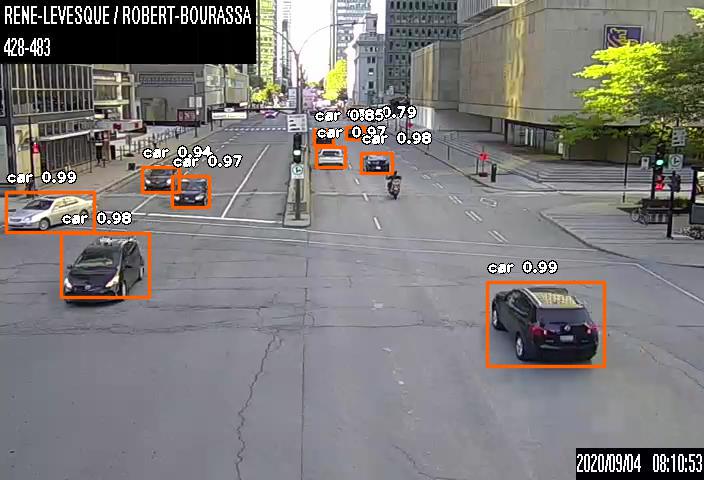 RENE-LEVESQUE / ROBERT-BOURASSA
428-483
car 0.85
0.79
car 0.97
car 0.98
car 0.94
car 0.97
car 0.99
car 0.98
car 0.99
2020/09/04 08:10:53